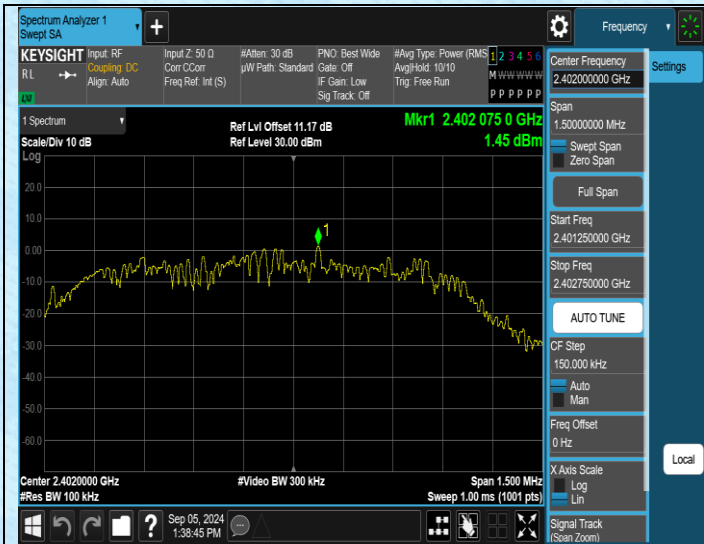 Spectrum Analyzer 1
Swept SA
+
Frequency
KEYSIGHT
RL
LXI
Input: RF
Coupling: DC
Align: Auto
Input Z: 50 Ω
Corr CCorr
Freq Ref: Int (S)
#Atten: 30 dB
µW Path: Standard
PNO: Best Wide
Gate: Off
IF Gain: Low
Sig Track: Off
#Avg Type: Power (RMS
Avg|Hold: 10/10
Trig: Free Run
1 2 3 4 5 6
M W W W W W
P P P P P P
1 Spectrum
Scale/Div 10 dB
Ref Lvl Offset 11.17 dB
Ref Level 30.00 dBm
Mkr1 2.402 075 0 GHz
1.45 dBm
Log
20.0
10.0
0.00
-10.0
-20.0
-30.0
-40.0
-50.0
-60.0
1
Center 2.4020000 GHz
#Res BW 100 kHz
#Video BW 300 kHz
Span 1.500 MHz
Sweep 1.00 ms (1001 pts)
?
Sep 05, 2024
1:38:45 PM
Center Frequency
2.402000000 GHz
Settings
Span
1.50000000 MHz
Swept Span
Zero Span
Full Span
Start Freq
2.401250000 GHz
Stop Freq
2.402750000 GHz
AUTO TUNE
CF Step
150.000 kHz
Auto
Man
Freq Offset
0 Hz
X Axis Scale
Log
Lin
Local
Signal Track
(Span Zoom)